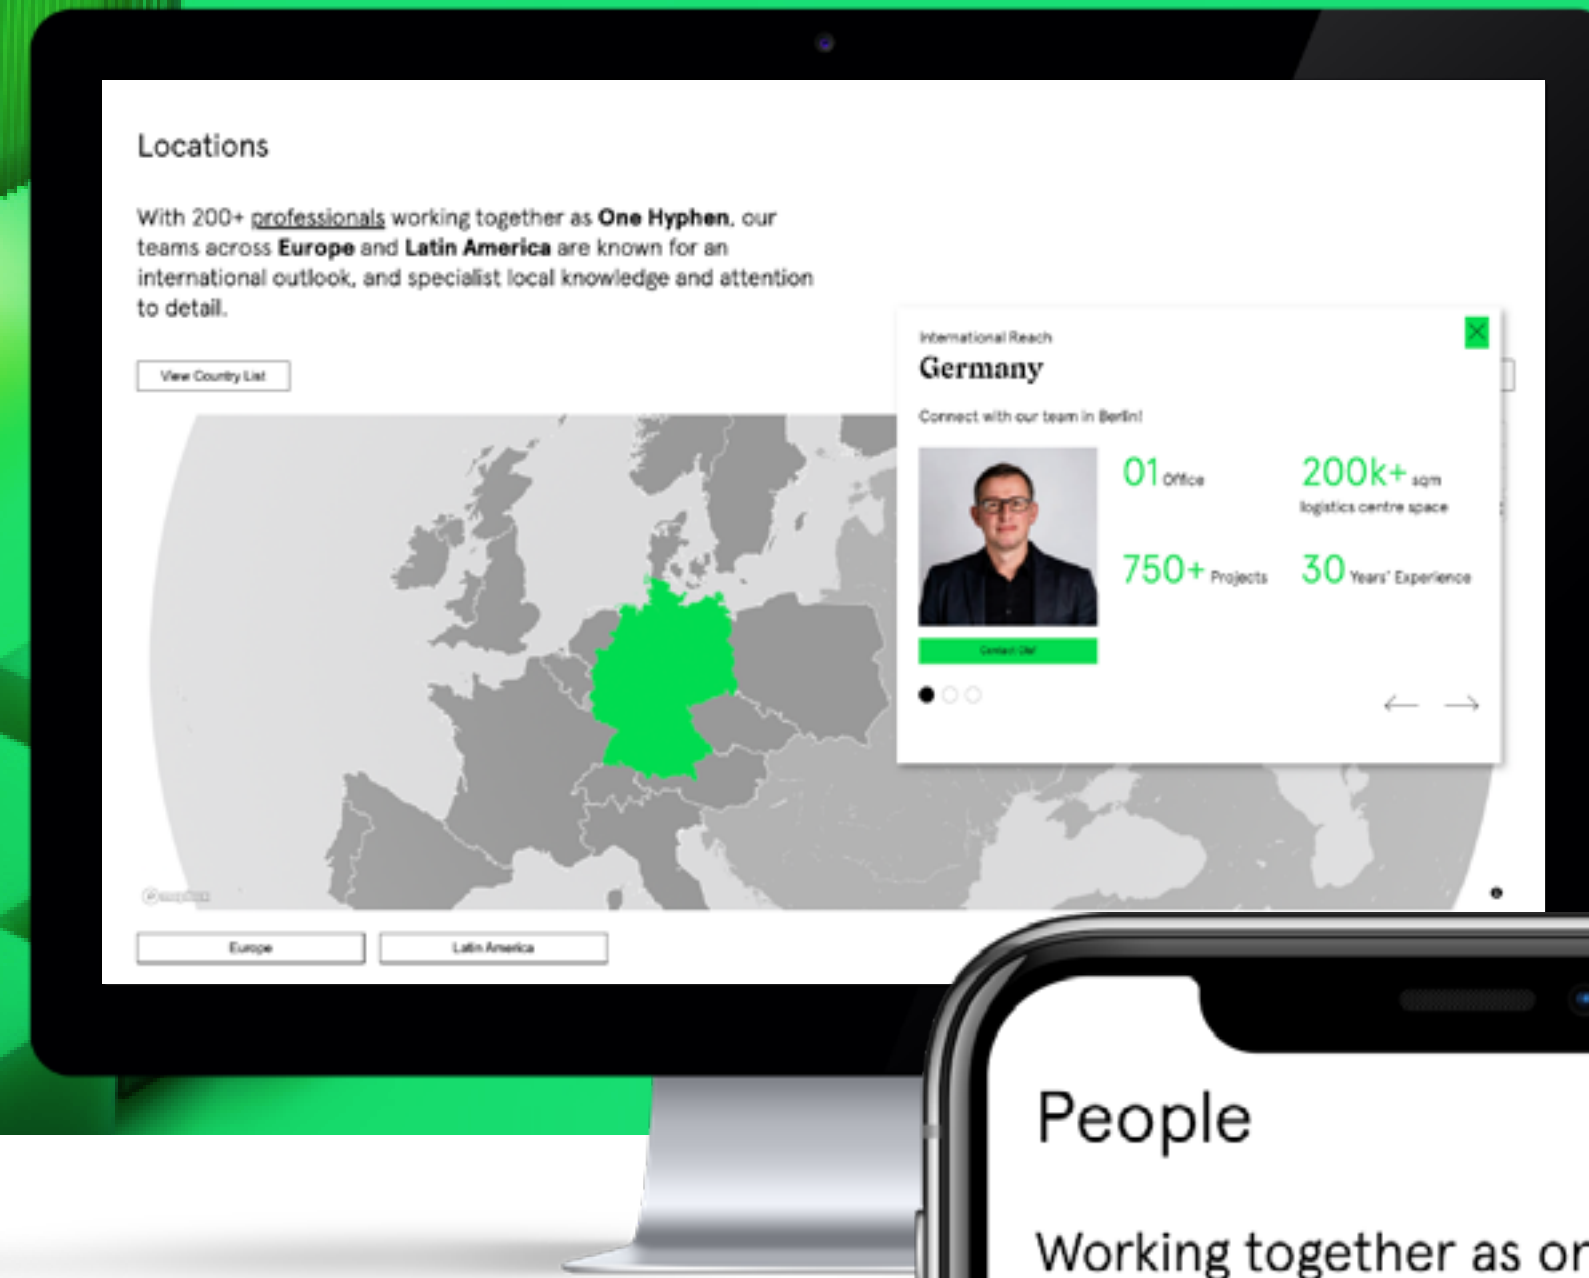 Locations
With 200+ professionals working together as One Hyphen, our
teams across Europe and Latin America are known for an
international outlook, and specialist local knowledge and attention
to detail.
View Country List
International Reach
Germany
Connect with our team in Berlin!
01 Office
200k+ sqm
logistics centre space
750+ Projects
30 Years' Experience
Contact Olaf
mapbox
Europe
Latin America
People
Working together as